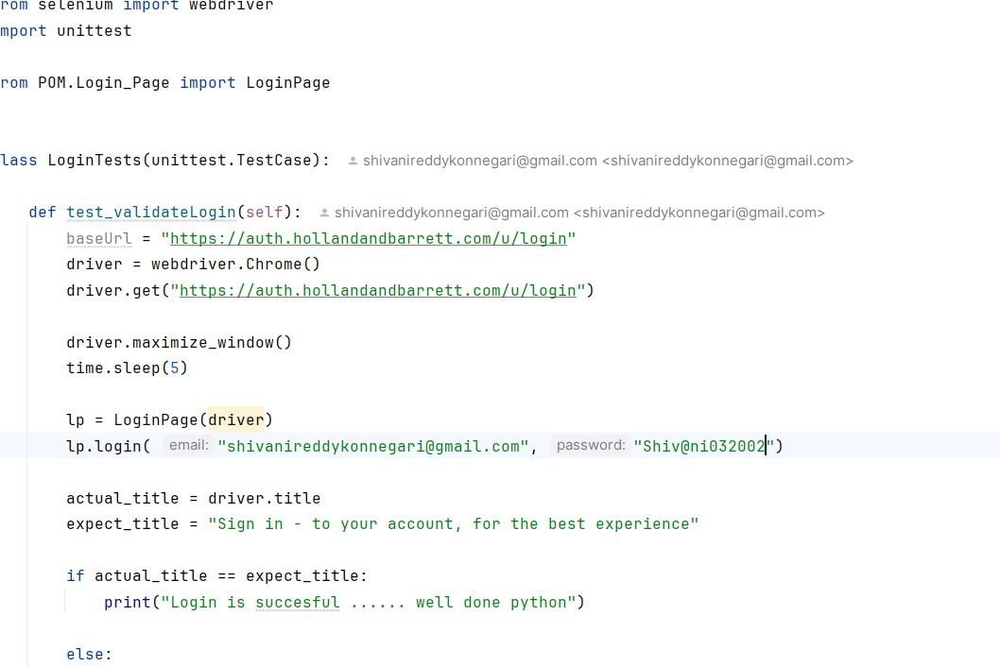 rom selenium import webdriver
mport unittest
rom POM.Login_Page import LoginPage
lass LoginTests(unittest.TestCase): shivanireddykonnegari@gmail.com <shivanireddykonnegari@gmail.com>
def test_validateLogin(self): shivanireddykonnegari@gmail.com <shivanireddykonnegari@gmail.com>
baseUrl = "https://auth.hollandandbarrett.com/u/login"
driver = webdriver.Chrome()
driver.get("https://auth.hollandandbarrett.com/u/login")
driver.maximize_window()
time.sleep(5)
lp = LoginPage(driver)
lp.login( email: "shivanireddykonnegari@gmail.com", password: "Shiv@ni032002")
actual_title = driver.title
expect_title = "Sign in - to your account, for the best experience"
if actual_title == expect_title:
print("Login is succesful ...... well done python")
else: